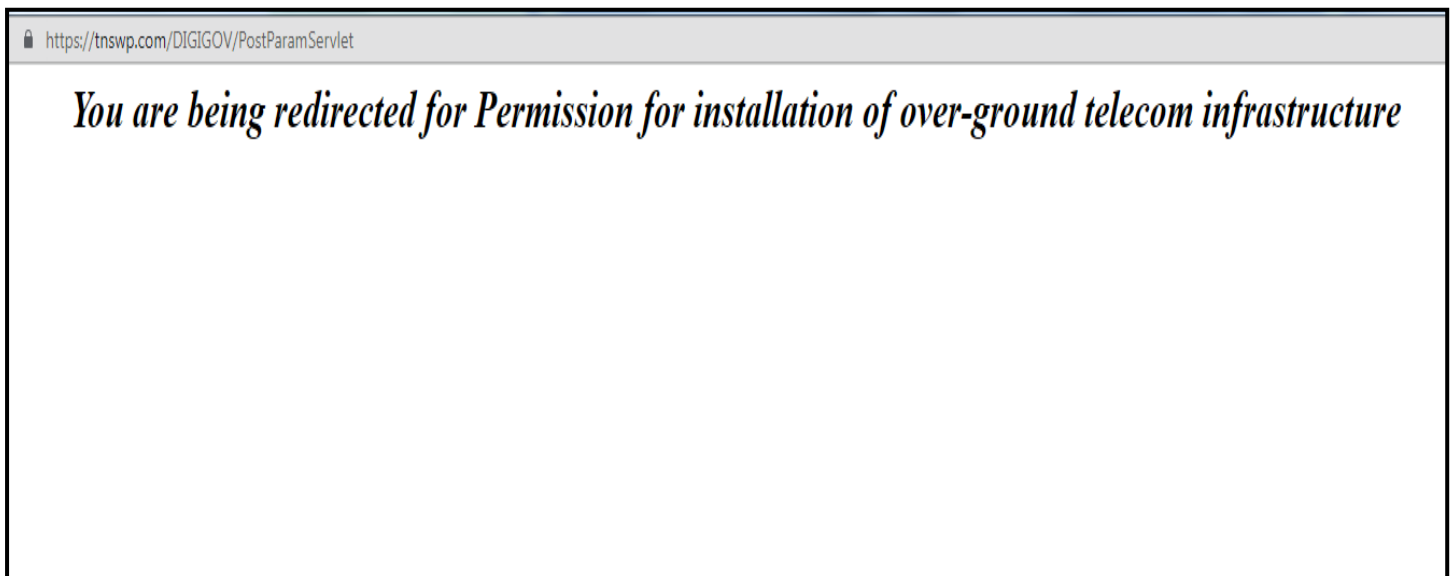 https://tnswp.com/DIGIGOV/PostParamServlet
You are being redirected for Permission for installation of over-ground telecom infrastructure